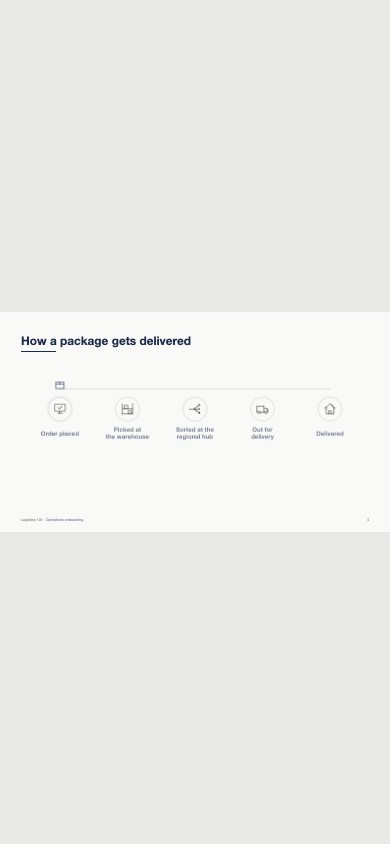 How a package gets delivered
Order placed
Picked at
the warehouse
Sorted at the
regional hub
Out for
delivery
Delivered
Logistics 101 · Operations onboarding
4